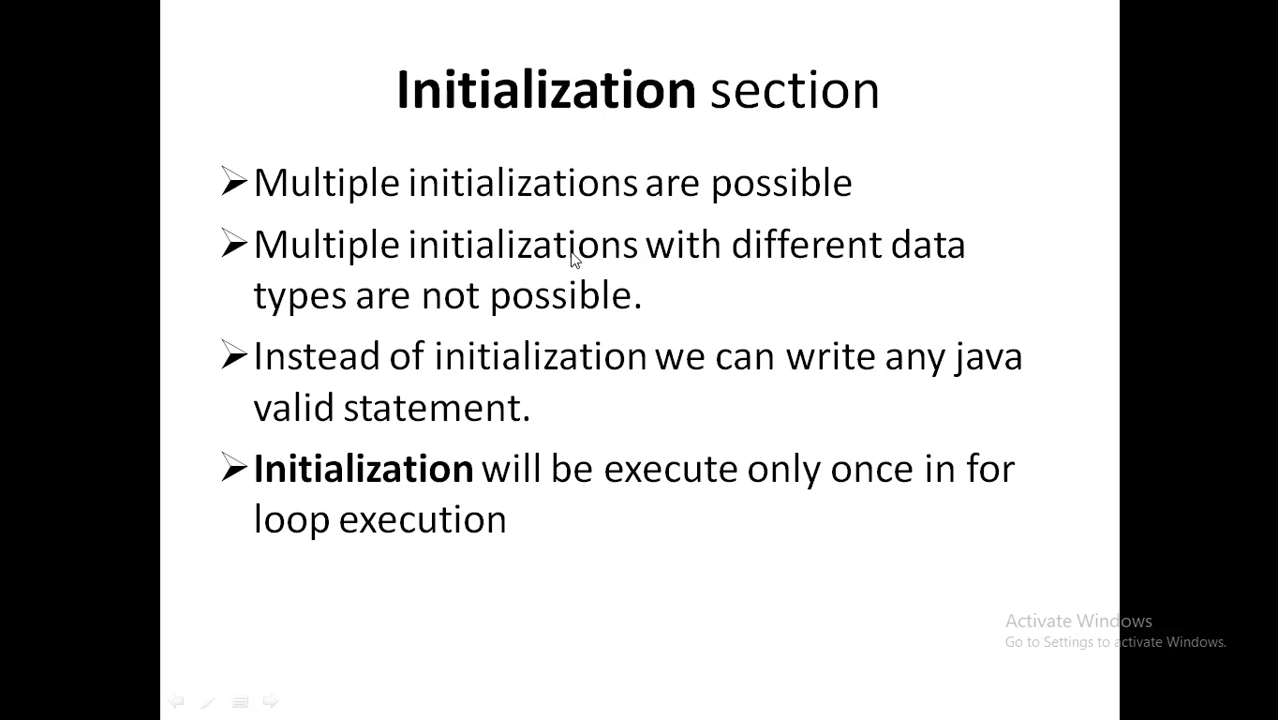 Initialization section
Multiple initializations are possible
Multiple initializations with different data
types are not possible.
Instead of initialization we can write any java
valid statement.
Initialization will be execute only once in for
loop execution
Activate Windows
Go to Settings to activate Windows.